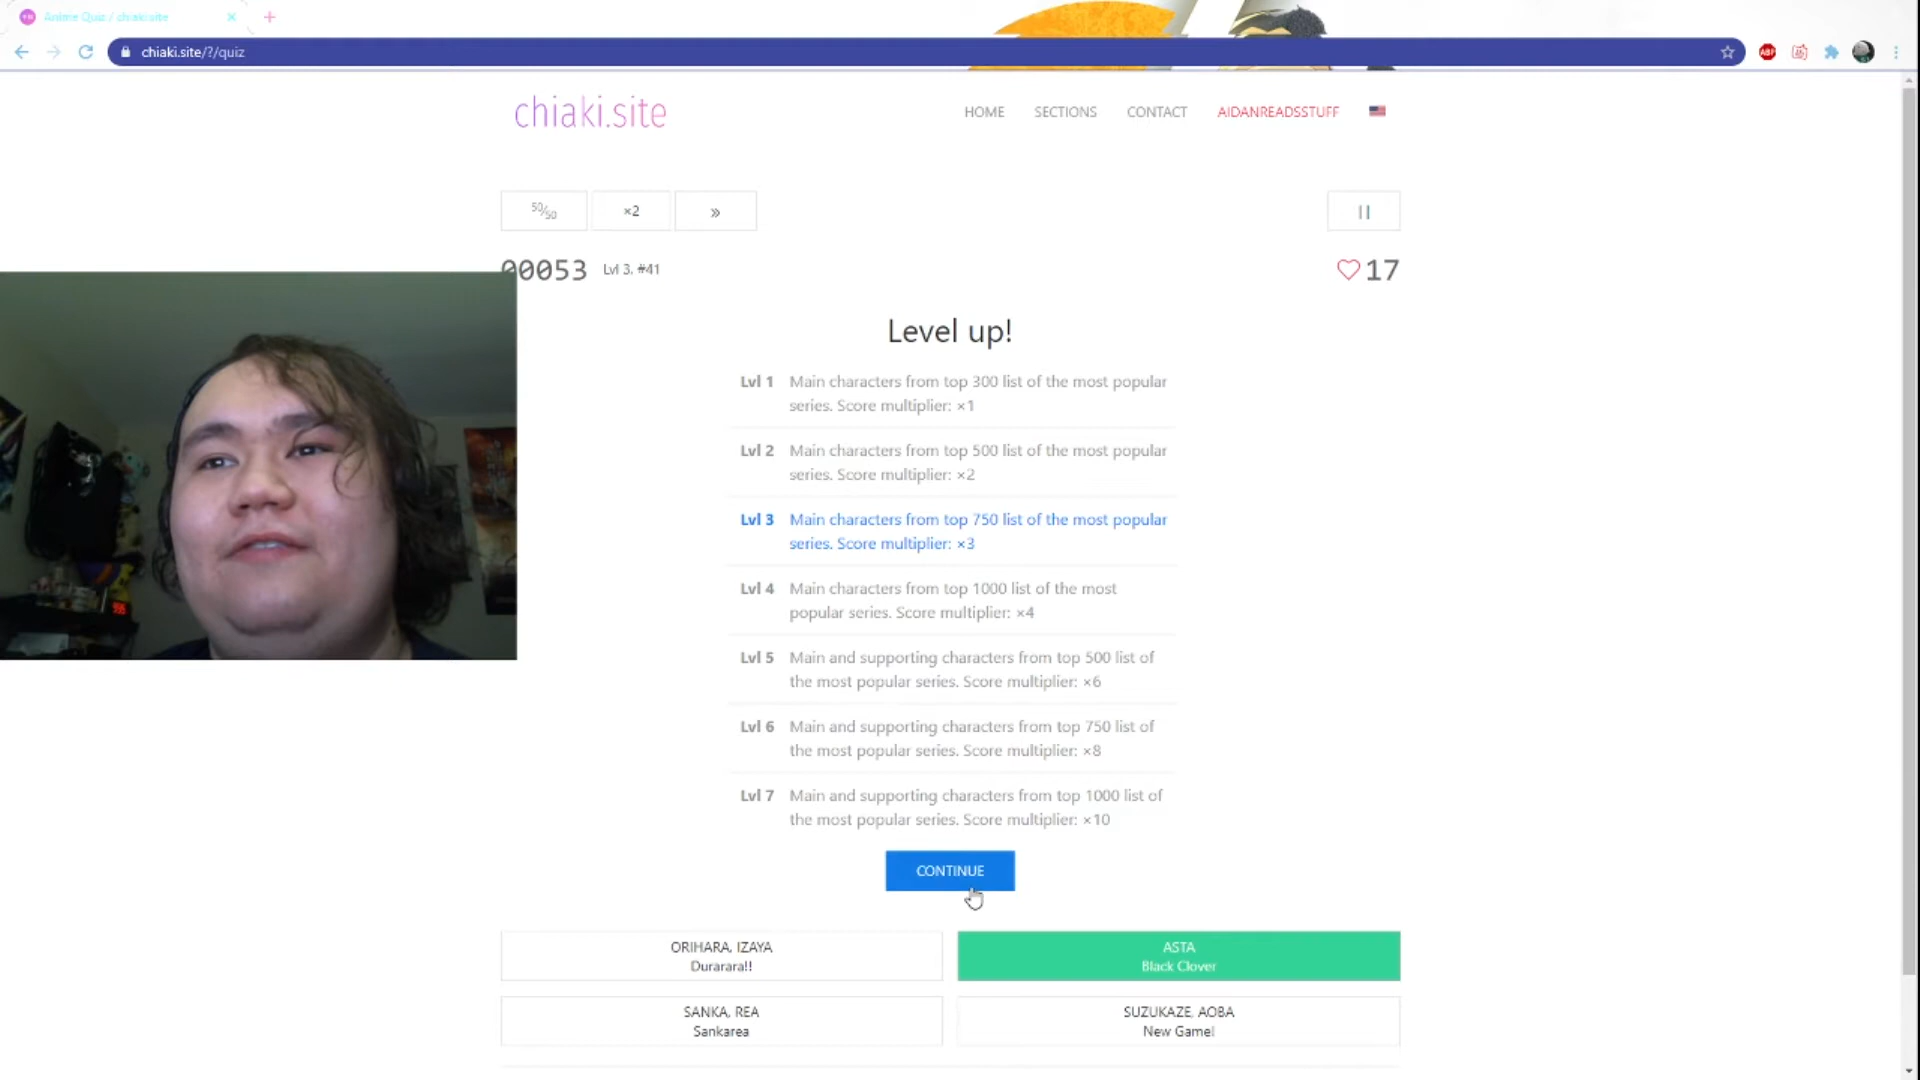 Anime Quiz / chiaki.site
chiaki.site/?/quiz
ABP
chiaki.site
HOME
SECTIONS
CONTACT
AIDANREADSSTUFF
50/50
×2
»
00053
Lvl 3, #41
17
Level up!
Lvl 1 Main characters from top 300 list of the most popular
series. Score multiplier: ×1
Lvl 2 Main characters from top 500 list of the most popular
series. Score multiplier: ×2
Lvl 3 Main characters from top 750 list of the most popular
series. Score multiplier: ×3
Lvl 4 Main characters from top 1000 list of the most
popular series. Score multiplier: ×4
Lvl 5 Main and supporting characters from top 500 list of
the most popular series. Score multiplier: ×6
Lvl 6 Main and supporting characters from top 750 list of
the most popular series. Score multiplier: ×8
Lvl 7 Main and supporting characters from top 1000 list of
the most popular series. Score multiplier: ×10
CONTINUE
ORIHARA, IZAYA
Durarara!!
ASTA
Black Clover
SANKA, REA
Sankarea
SUZUKAZE, AOBA
New Game!